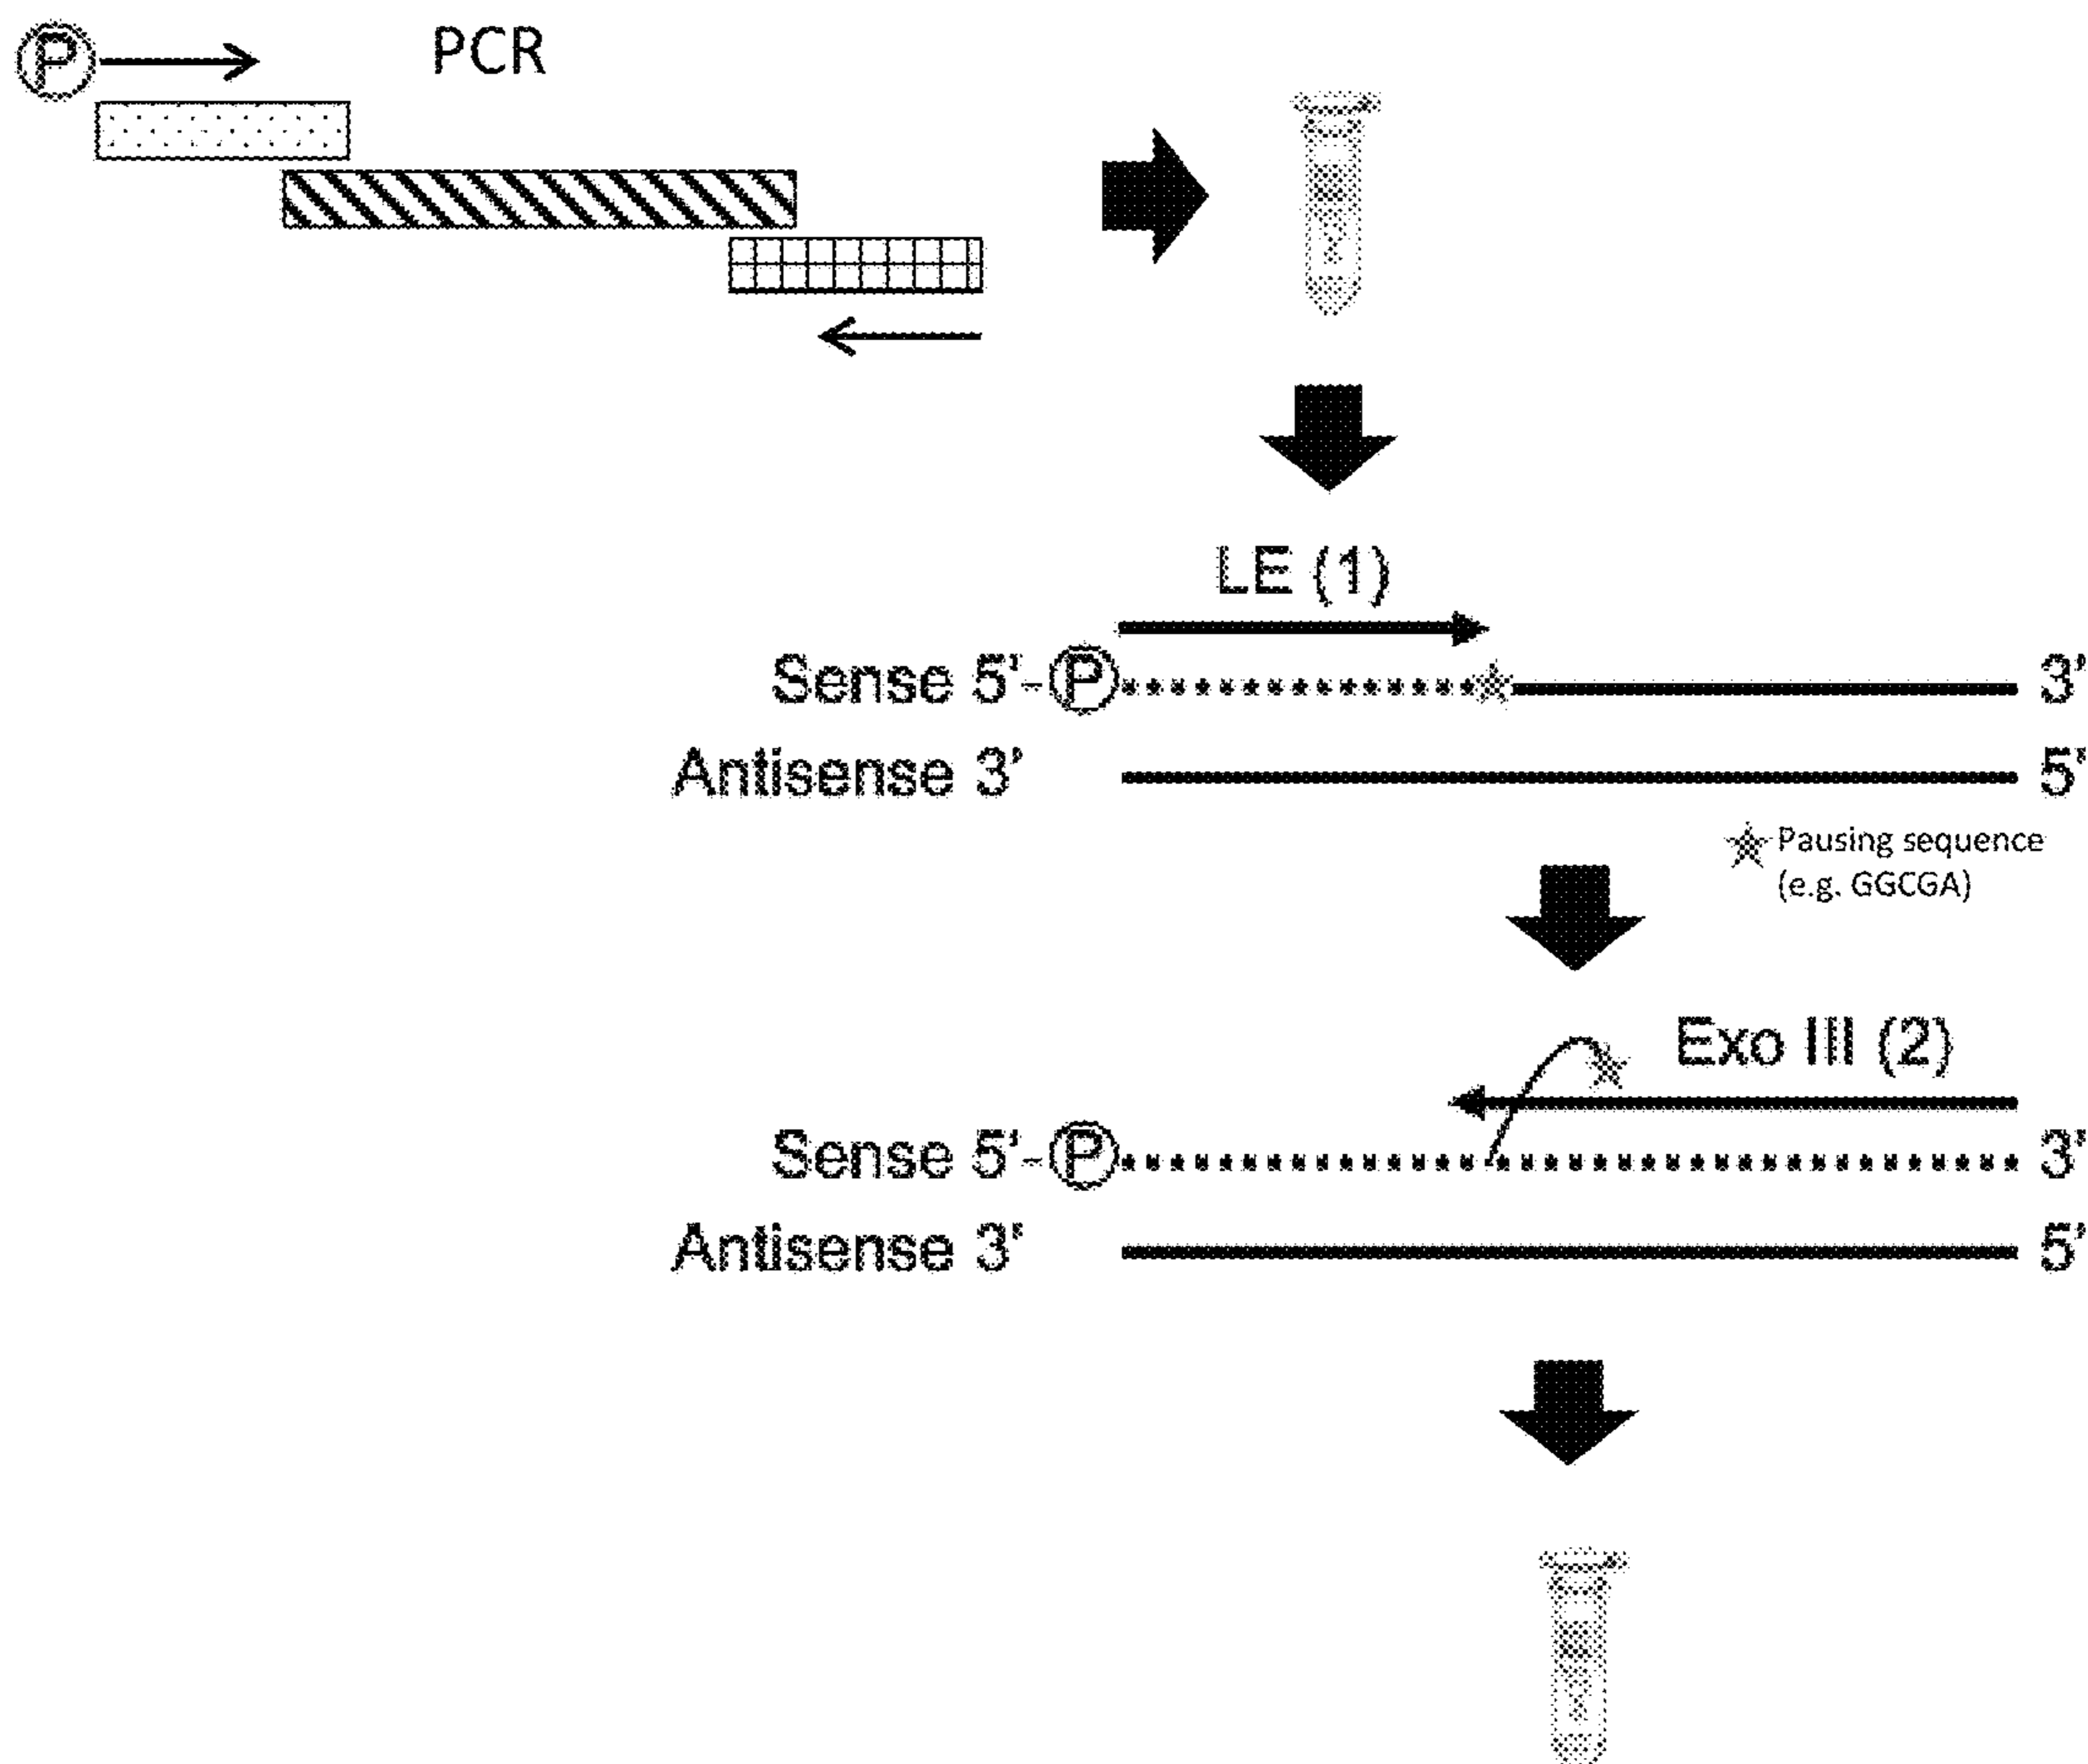 P
PCR
LE (1)
Sense 5'-P 3'
Antisense 3' 5'
Pausing sequence
(e.g. GGCGA)
Exo III (2)
Sense 5'-P 3'
Antisense 3' 5'